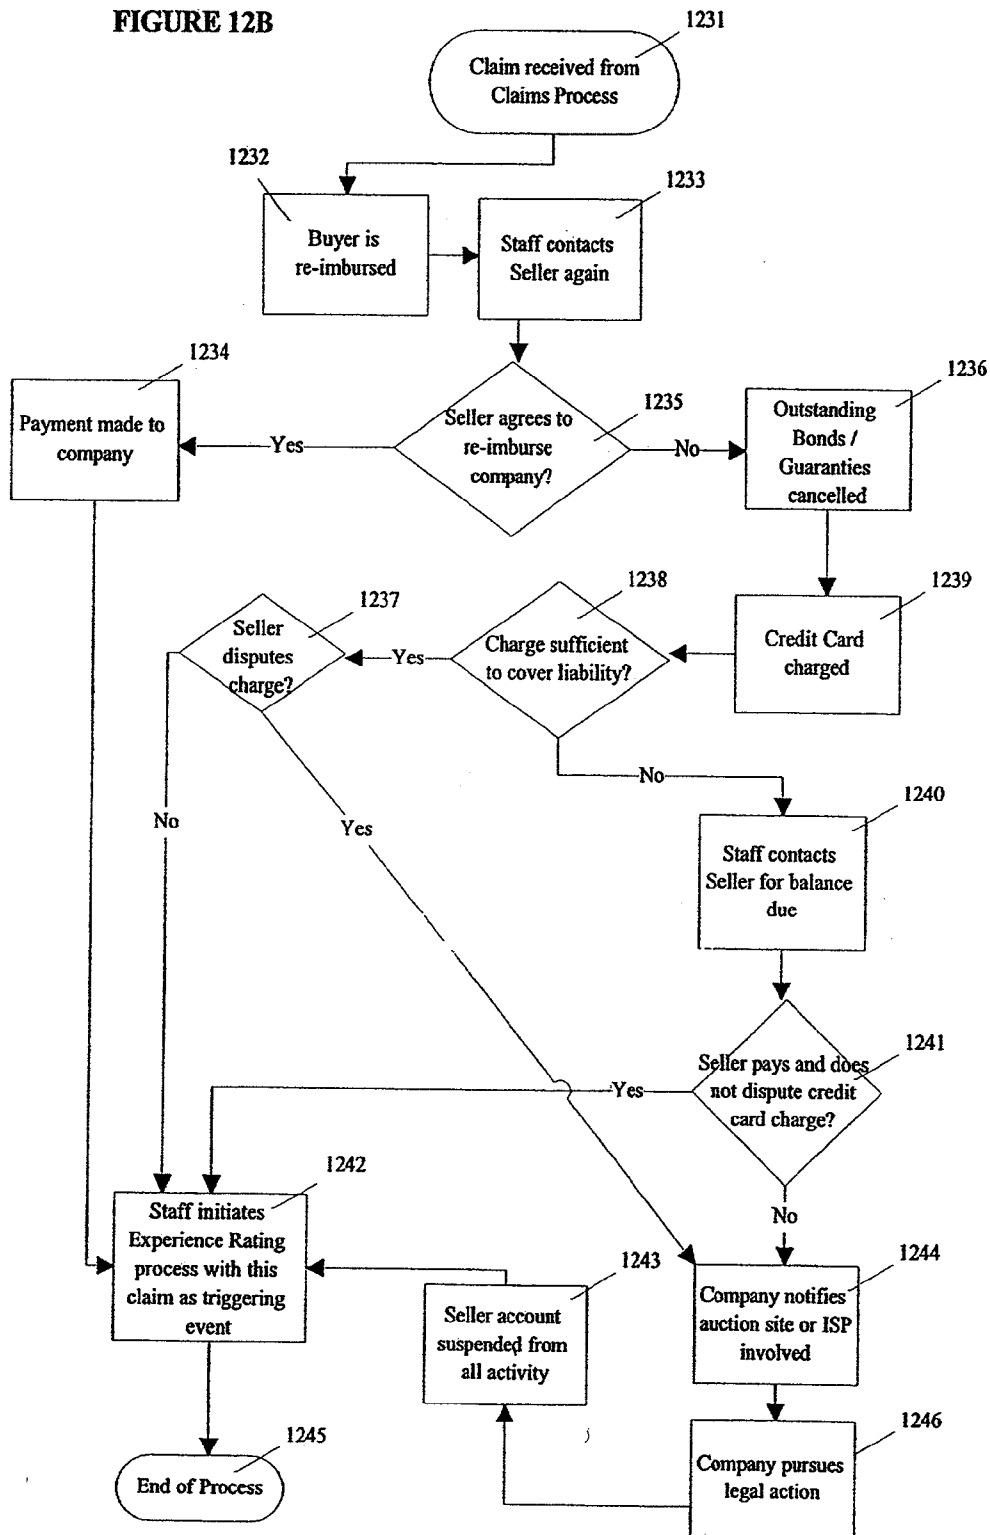 FIGURE 12B
1231
Claim received from
Claims Process
1232
Buyer is
re-imbursed
1233
Staff contacts
Seller again
1234
Payment made to
company
1235
Seller agrees to
re-imburse
company?
Yes
No
1236
Outstanding
Bonds /
Guaranties
cancelled
1237
Seller
disputes
charge?
1238
Charge sufficient
to cover liability?
Yes
1239
Credit Card
charged
No
No
Yes
1240
Staff contacts
Seller for balance
due
1241
Seller pays and does
not dispute credit
card charge?
Yes
No
1242
Staff initiates
Experience Rating
process with this
claim as triggering
event
1243
Seller account
suspended from
all activity
1244
Company notifies
auction site or ISP
involved
1245
End of Process
1246
Company pursues
legal action